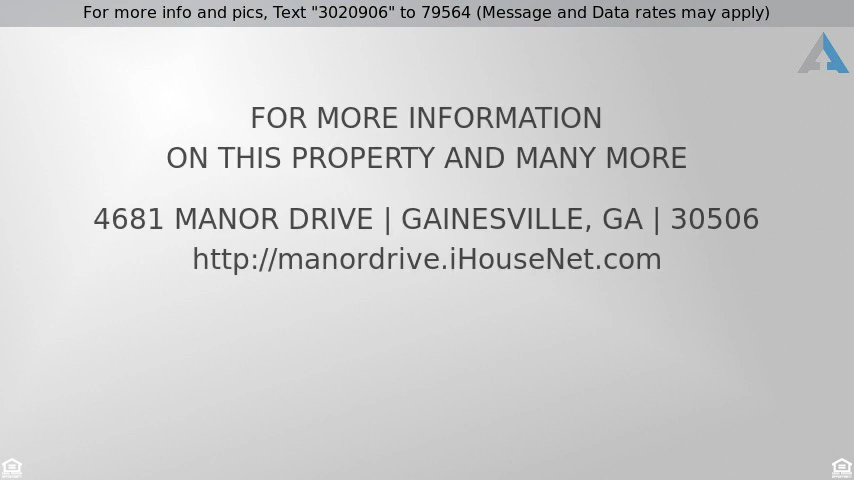 For more info and pics, Text "3020906" to 79564 (Message and Data rates may apply)
FOR MORE INFORMATION
ON THIS PROPERTY AND MANY MORE
4681 MANOR DRIVE | GAINESVILLE, GA | 30506
http://manordrive.iHouseNet.com